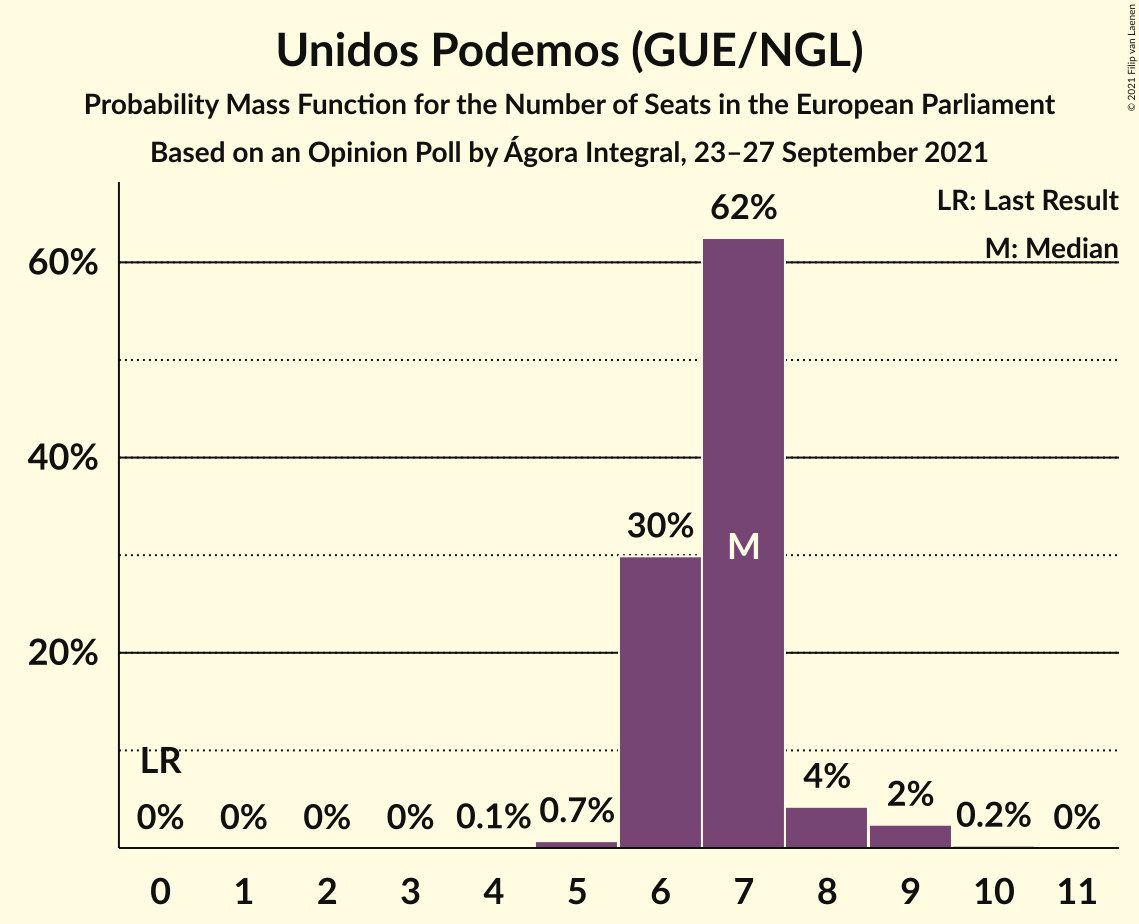 Unidos Podemos (GUE/NGL)
Probability Mass Function for the Number of Seats in the European Parliament
Based on an Opinion Poll by Ágora Integral, 23–27 September 2021
© 2021 Filip van Laenen
LR: Last Result
M: Median
60%
40%
20%
62%
30%
M
LR
0% 0% 0% 0% 0.1% 0.7% 4% 2% 0.2% 0%
0 1 2 3 4 5 6 7 8 9 10 11